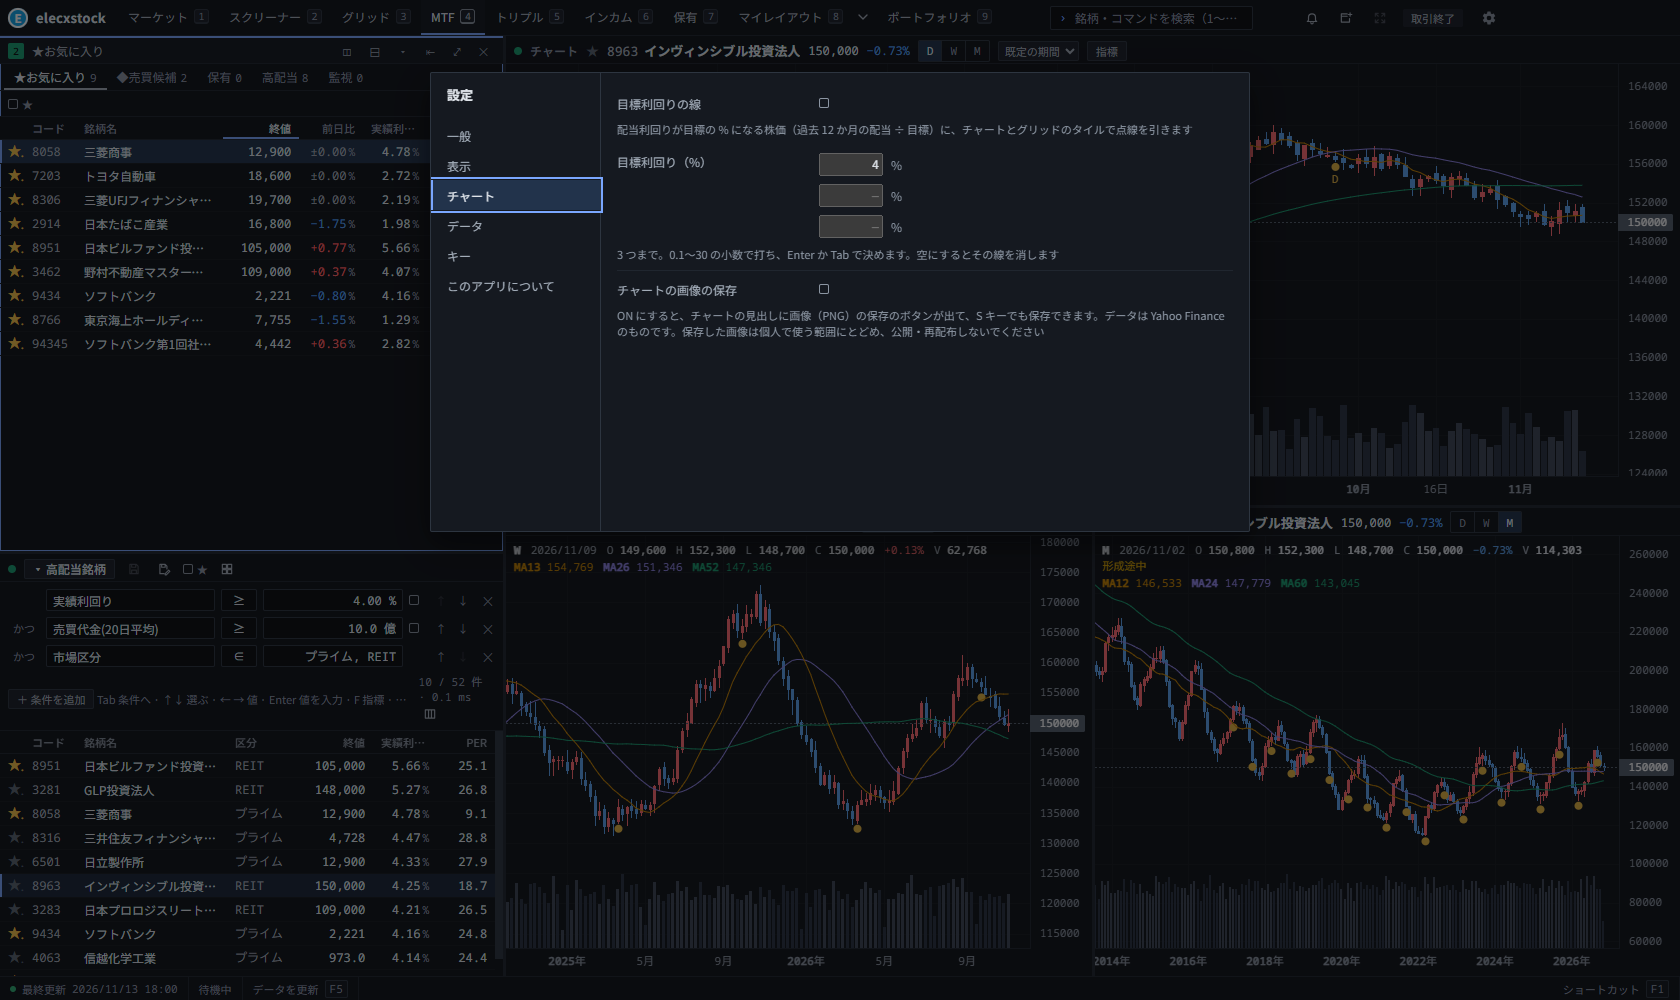 E elecxstock マーケット 1 スクリーナー 2 グリッド 3 MTF 4 トリプル 5 インカム 6 保有 7 マイレイアウト 8 ポートフォリオ 9 › 銘柄・コマンドを検索（1〜… 取引終了
2 ★お気に入り
★お気に入り 9 ◆売買候補 2 保有 0 高配当 8 監視 0
★
コード 銘柄名 終値 前日比 実績利…
8058 三菱商事 12,900 ±0.00% 4.78%
7203 トヨタ自動車 18,600 ±0.00% 2.72%
8306 三菱UFJフィナンシャ… 19,700 ±0.00% 2.19%
2914 日本たばこ産業 16,800 −1.75% 1.98%
8951 日本ビルファンド投… 105,000 +0.77% 5.66%
3462 野村不動産マスター… 109,000 +0.37% 4.07%
9434 ソフトバンク 2,221 −0.80% 4.16%
8766 東京海上ホールディ… 7,755 −1.55% 1.29%
94345 ソフトバンク第1回社… 4,442 +0.36% 2.82%
チャート ★ 8963 インヴィンシブル投資法人 150,000 −0.73% D W M 既定の期間 指標
164000
160000
156000
152000
150000
148000
144000
140000
136000
132000
128000
124000
D
10月 16日 11月
設定
一般
表示
チャート
データ
キー
このアプリについて
目標利回りの線
配当利回りが目標の % になる株価（過去 12 か月の配当 ÷ 目標）に、チャートとグリッドのタイルで点線を引きます
目標利回り（%） 4 %
– %
– %
3 つまで。0.1〜30 の小数で打ち、Enter か Tab で決めます。空にするとその線を消します
チャートの画像の保存
ON にすると、チャートの見出しに画像（PNG）の保存のボタンが出て、S キーでも保存できます。データは Yahoo Finance
のものです。保存した画像は個人で使う範囲にとどめ、公開・再配布しないでください
高配当銘柄 ★
実績利回り ≥ 4.00 % ↑ ↓ ×
かつ 売買代金(20日平均) ≥ 10.0 億 ↑ ↓ ×
かつ 市場区分 ∈ プライム, REIT ↑ ↓ ×
＋条件を追加 Tab 条件へ・↑↓選ぶ・←→値・Enter 値を入力・F 指標・… 10 / 52 件
· 0.1 ms
コード 銘柄名 区分 終値 実績利… PER
8951 日本ビルファンド投資… REIT 105,000 5.66% 25.1
3281 GLP投資法人 REIT 148,000 5.27% 26.8
8058 三菱商事 プライム 12,900 4.78% 9.1
8316 三井住友フィナンシャ… プライム 4,728 4.47% 28.8
6501 日立製作所 プライム 12,900 4.33% 27.9
8963 インヴィンシブル投資… REIT 150,000 4.25% 18.7
3283 日本プロロジスリート… REIT 109,000 4.21% 26.5
9434 ソフトバンク プライム 2,221 4.16% 24.8
4063 信越化学工業 プライム 973.0 4.14% 24.4
W 2026/11/09 O 149,600 H 152,300 L 148,700 C 150,000 +0.13% V 62,768
MA13 154,769 MA26 151,346 MA52 147,346
180000
175000
170000
165000
160000
155000
150000
145000
140000
135000
130000
125000
120000
115000
2025年 5月 9月 2026年 5月 9月
ブル投資法人 150,000 −0.73% D W M
M 2026/11/02 O 150,800 H 152,300 L 148,700 C 150,000 −0.73% V 114,303
形成途中
MA12 146,533 MA24 147,779 MA60 143,045
260000
240000
220000
200000
180000
160000
150000
140000
120000
100000
80000
60000
2014年 2016年 2018年 2020年 2022年 2024年 2026年
最終更新 2026/11/13 18:00 待機中 データを更新 F5 ショートカット F1